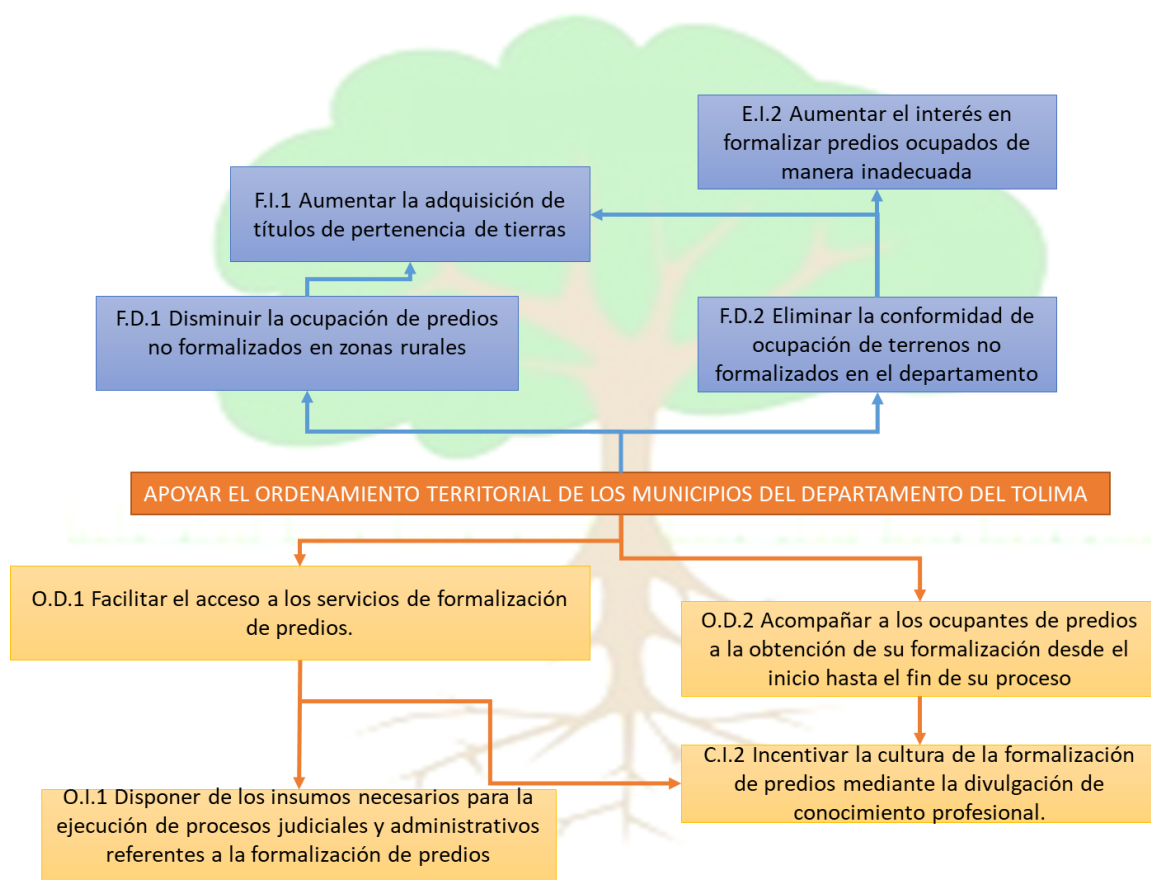 E.I.2 Aumentar el interés en
formalizar predios ocupados de
manera inadecuada
F.I.1 Aumentar la adquisición de
títulos de pertenencia de tierras
F.D.1 Disminuir la ocupación de predios
no formalizados en zonas rurales
F.D.2 Eliminar la conformidad de
ocupación de terrenos no
formalizados en el departamento
APOYAR EL ORDENAMIENTO TERRITORIAL DE LOS MUNICIPIOS DEL DEPARTAMENTO DEL TOLIMA
O.D.1 Facilitar el acceso a los servicios de formalización
de predios.
O.D.2 Acompañar a los ocupantes de predios
a la obtención de su formalización desde el
inicio hasta el fin de su proceso
O.I.1 Disponer de los insumos necesarios para la
ejecución de procesos judiciales y administrativos
referentes a la formalización de predios
C.I.2 Incentivar la cultura de la formalización
de predios mediante la divulgación de
conocimiento profesional.